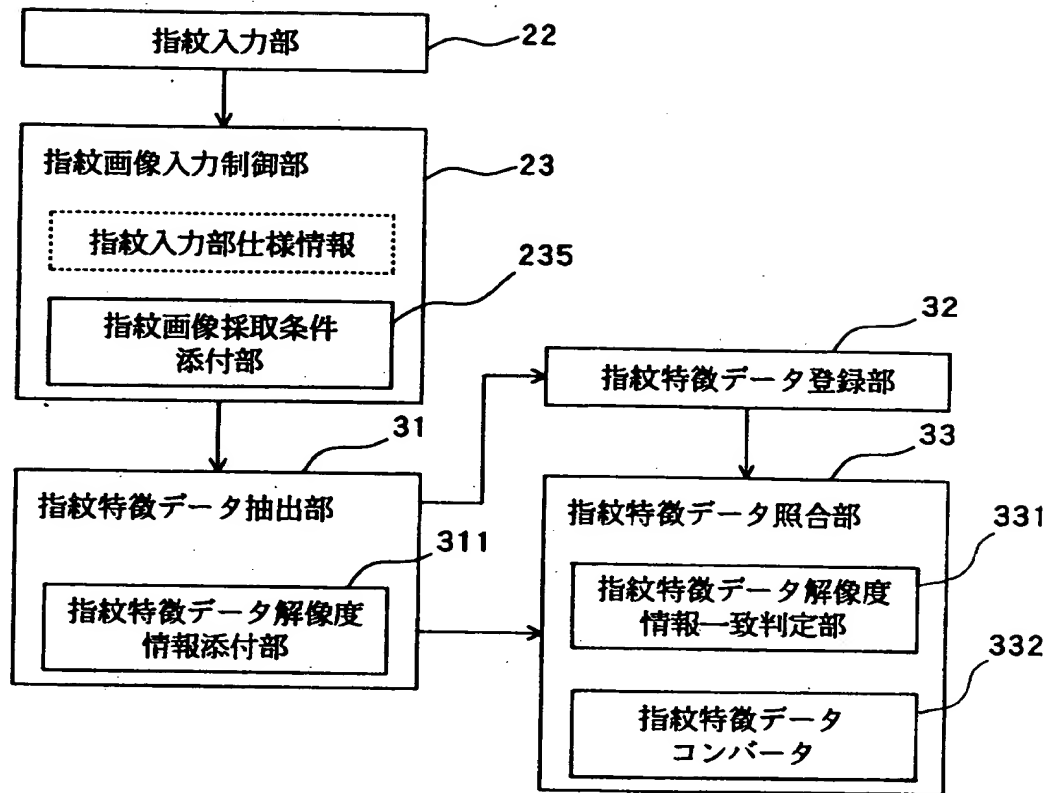 指紋入力部
22
指紋画像入力制御部
23
指紋入力部仕様情報
235
指紋画像採取条件
添付部
32
指紋特徴データ登録部
31
指紋特徴データ抽出部
311
指紋特徴データ解像度
情報添付部
33
指紋特徴データ照合部
331
指紋特徴データ解像度
情報一致判定部
332
指紋特徴データ
コンバータ